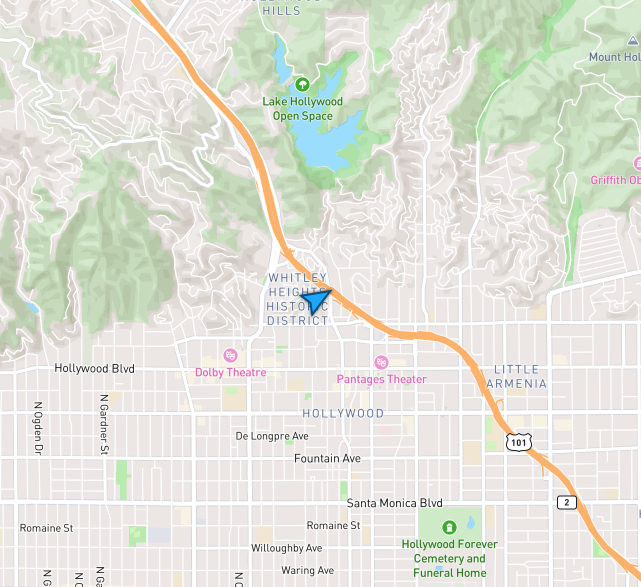 HILLS
Mount Hol
Lake Hollywood
Open Space
Griffith Ob
WHITLEY
HEIGHTS
HISTORIC
DISTRICT
Dolby Theatre
Hollywood Blvd
Pantages Theater
LITTLE
ARMENIA
HOLLYWOOD
N Ogden Dr
N Gardner St
De Longpre Ave
101
Fountain Ave
Santa Monica Blvd
2
Romaine St
Romaine St
Willoughby Ave
Hollywood Forever
Cemetery and
Funeral Home
Waring Ave